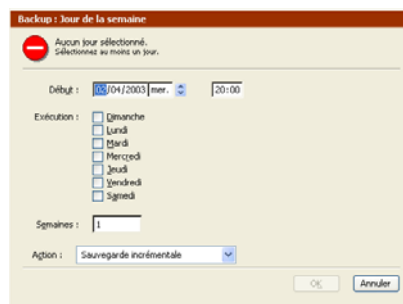 Backup : Jour de la semaine
Aucun jour sélectionné.
Sélectionnez au moins un jour.
Début : 02/04/2003 mer. 20:00
Exécution : Dimanche
Lundi
Mardi
Mercredi
Jeudi
Vendredi
Samedi
Semaines : 1
Action : Sauvegarde incrémentale
OK Annuler